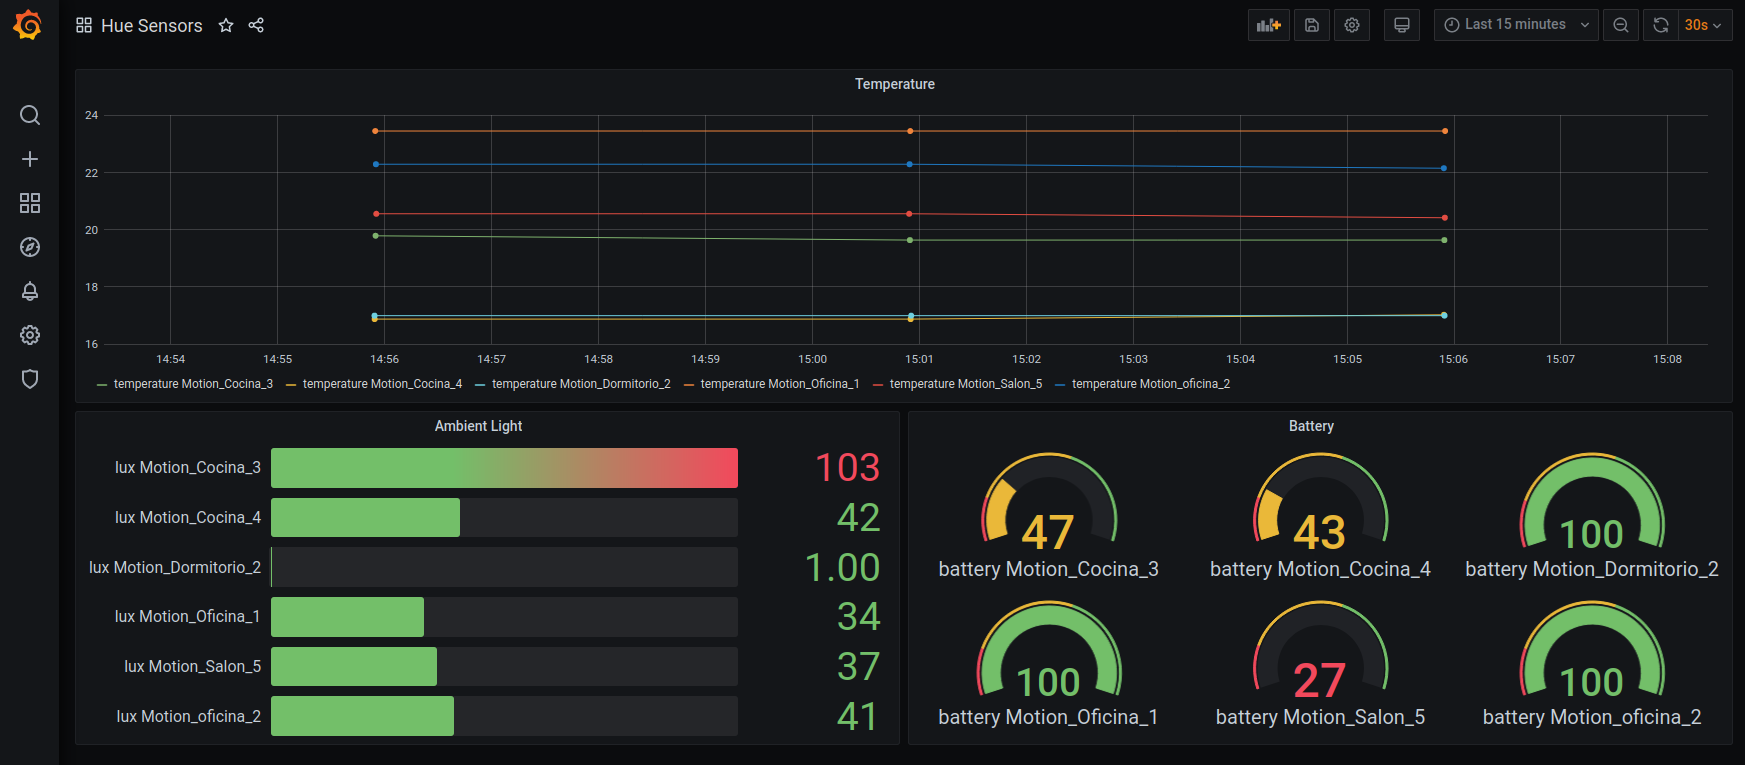 Hue Sensors
Last 15 minutes
30s
Temperature
24
22
20
18
16
14:54 14:55 14:56 14:57 14:58 14:59 15:00 15:01 15:02 15:03 15:04 15:05 15:06 15:07 15:08
temperature Motion_Cocina_3 temperature Motion_Cocina_4 temperature Motion_Dormitorio_2 temperature Motion_Oficina_1 temperature Motion_Salon_5 temperature Motion_oficina_2
Ambient Light
lux Motion_Cocina_3 103
lux Motion_Cocina_4 42
lux Motion_Dormitorio_2 1.00
lux Motion_Oficina_1 34
lux Motion_Salon_5 37
lux Motion_oficina_2 41
Battery
47 43 100
battery Motion_Cocina_3 battery Motion_Cocina_4 battery Motion_Dormitorio_2
100 27 100
battery Motion_Oficina_1 battery Motion_Salon_5 battery Motion_oficina_2